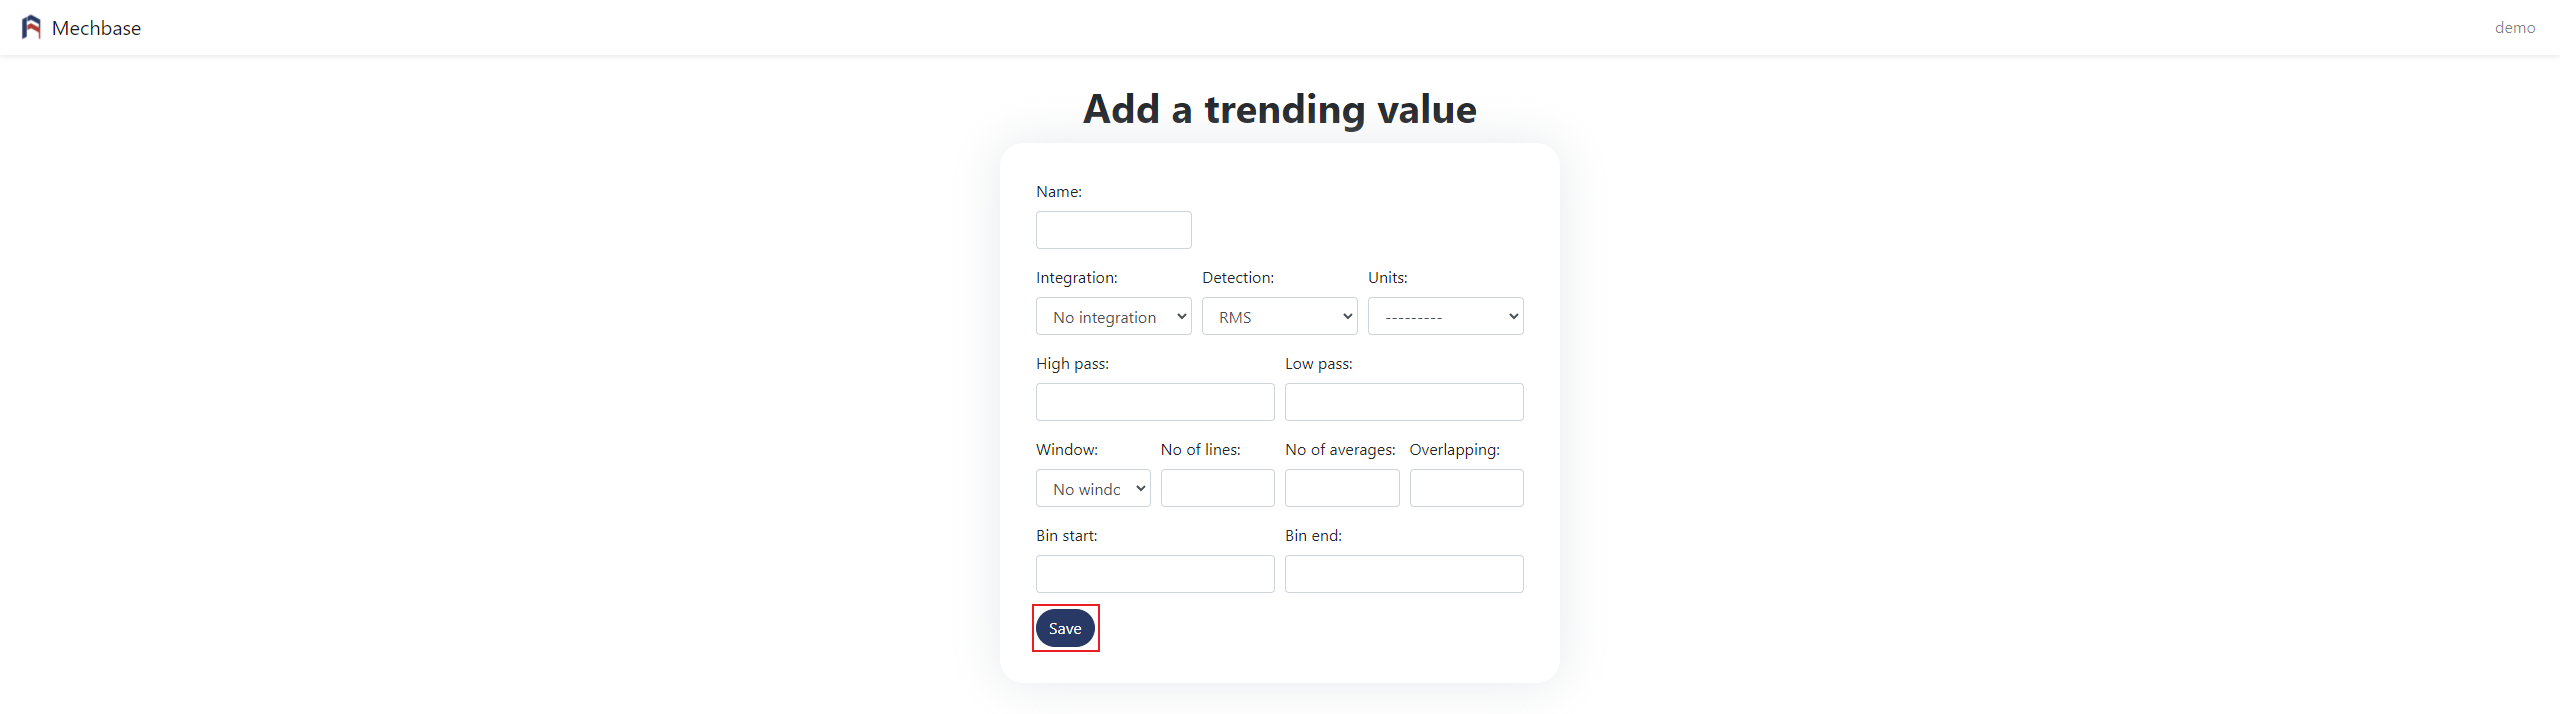 Mechbase demo
Add a trending value
Name:
Integration: Detection: Units:
No integration RMS ---------
High pass: Low pass:
Window: No of lines: No of averages: Overlapping:
No windc
Bin start: Bin end:
Save